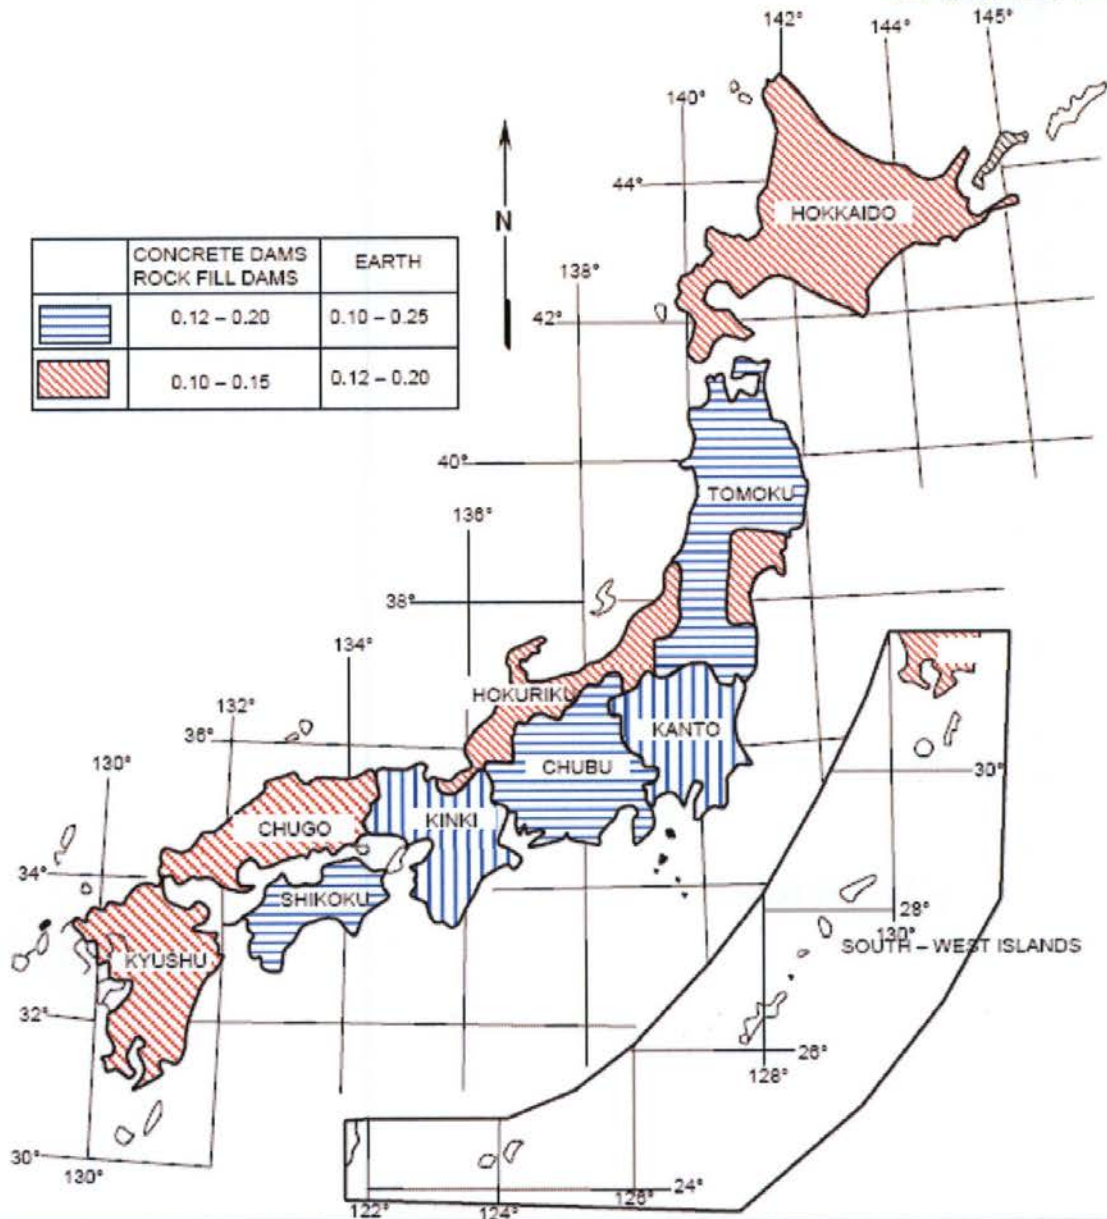 142°
145°
144°
140°
44°
HOKKAIDO
N
CONCRETE DAMS
ROCK FILL DAMS
EARTH
0.12 – 0.20
0.10 – 0.25
0.10 – 0.15
0.12 – 0.20
138°
42°
40°
TOMOKU
136°
38°
134°
HOKURIKU
132°
36°
KANTO
130°
CHUBU
30°
CHUGO
KINKI
34°
SHIKOKU
28°
130°
SOUTH – WEST ISLANDS
KYUSHU
32°
26°
128°
30°
130°
126°
24°
122°
124°